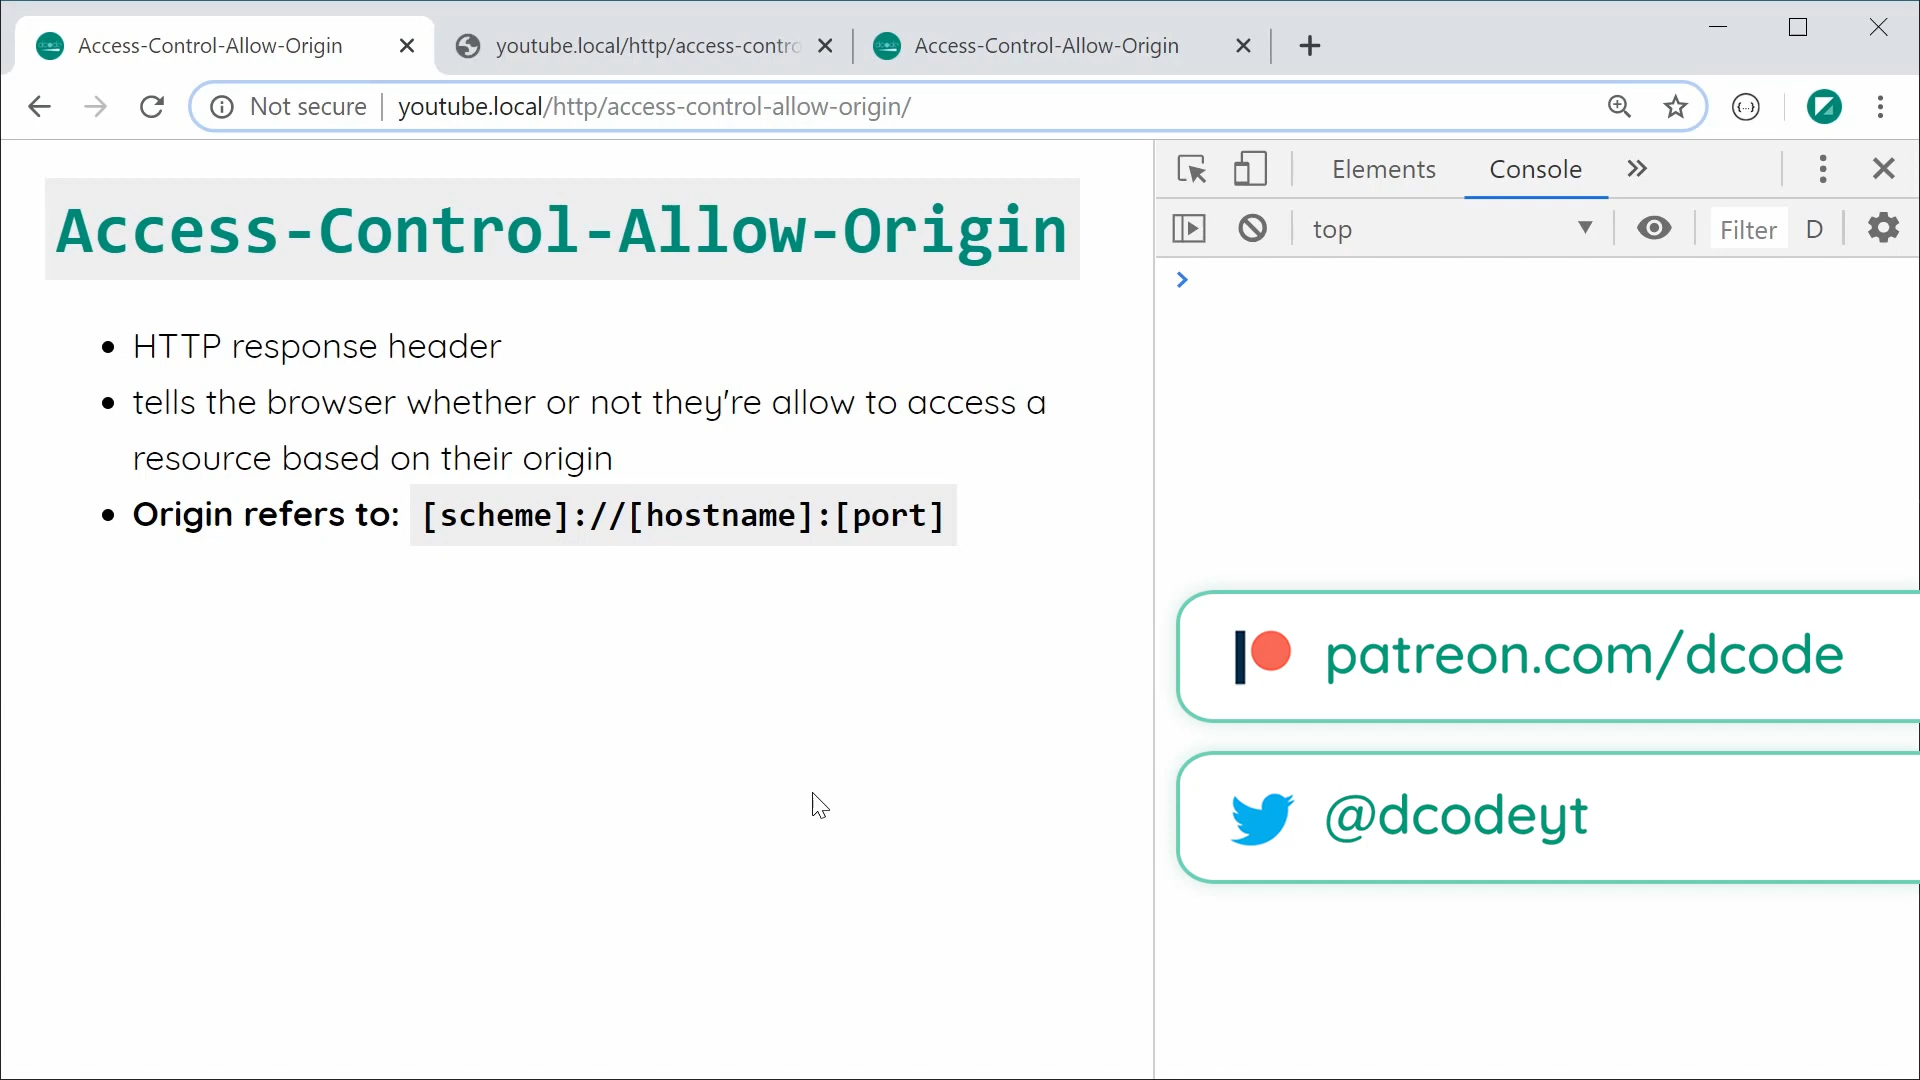 Access-Control-Allow-Origin
youtube.local/http/access-contro
Access-Control-Allow-Origin
Not secure
youtube.local/http/access-control-allow-origin/
Elements
Console
top
Filter
D
Access-Control-Allow-Origin
HTTP response header
tells the browser whether or not they're allow to access a
resource based on their origin
Origin refers to: [scheme]://[hostname]:[port]
patreon.com/dcode
@dcodeyt